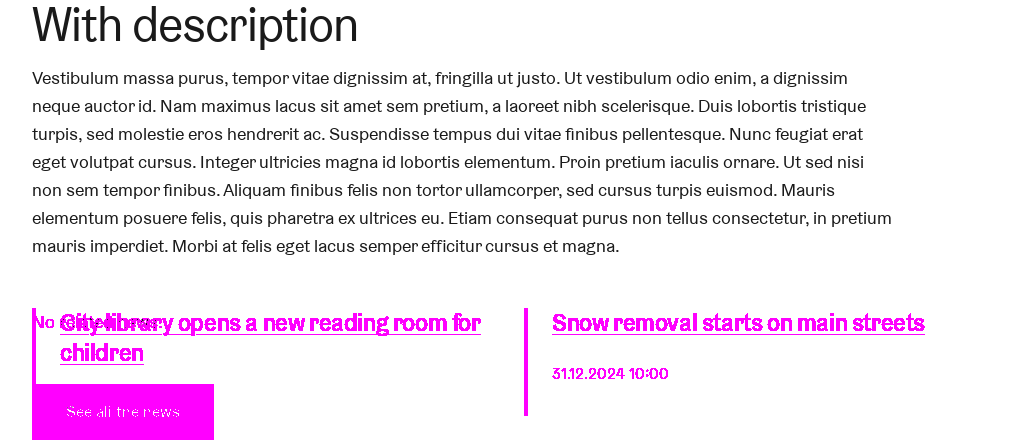 With description
Vestibulum massa purus, tempor vitae dignissim at, fringilla ut justo. Ut vestibulum odio enim, a dignissim
neque auctor id. Nam maximus lacus sit amet sem pretium, a laoreet nibh scelerisque. Duis lobortis tristique
turpis, sed molestie eros hendrerit ac. Suspendisse tempus dui vitae finibus pellentesque. Nunc feugiat erat
eget volutpat cursus. Integer ultricies magna id lobortis elementum. Proin pretium iaculis ornare. Ut sed nisi
non sem tempor finibus. Aliquam finibus felis non tortor ullamcorper, sed cursus turpis euismod. Mauris
elementum posuere felis, quis pharetra ex ultrices eu. Etiam consequat purus non tellus consectetur, in pretium
mauris imperdiet. Morbi at felis eget lacus semper efficitur cursus et magna.
No
City library opens a new reading room for
children
See all the news
Snow removal starts on main streets
31.12.2024 10:00